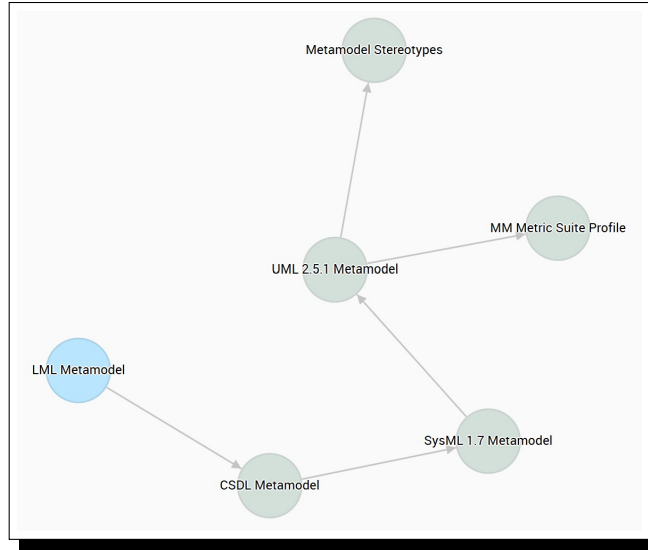 Metamodel Stereotypes
MM Metric Suite Profile
UML 2.5.1 Metamodel
LML Metamodel
SysML 1.7 Metamodel
CSDL Metamodel